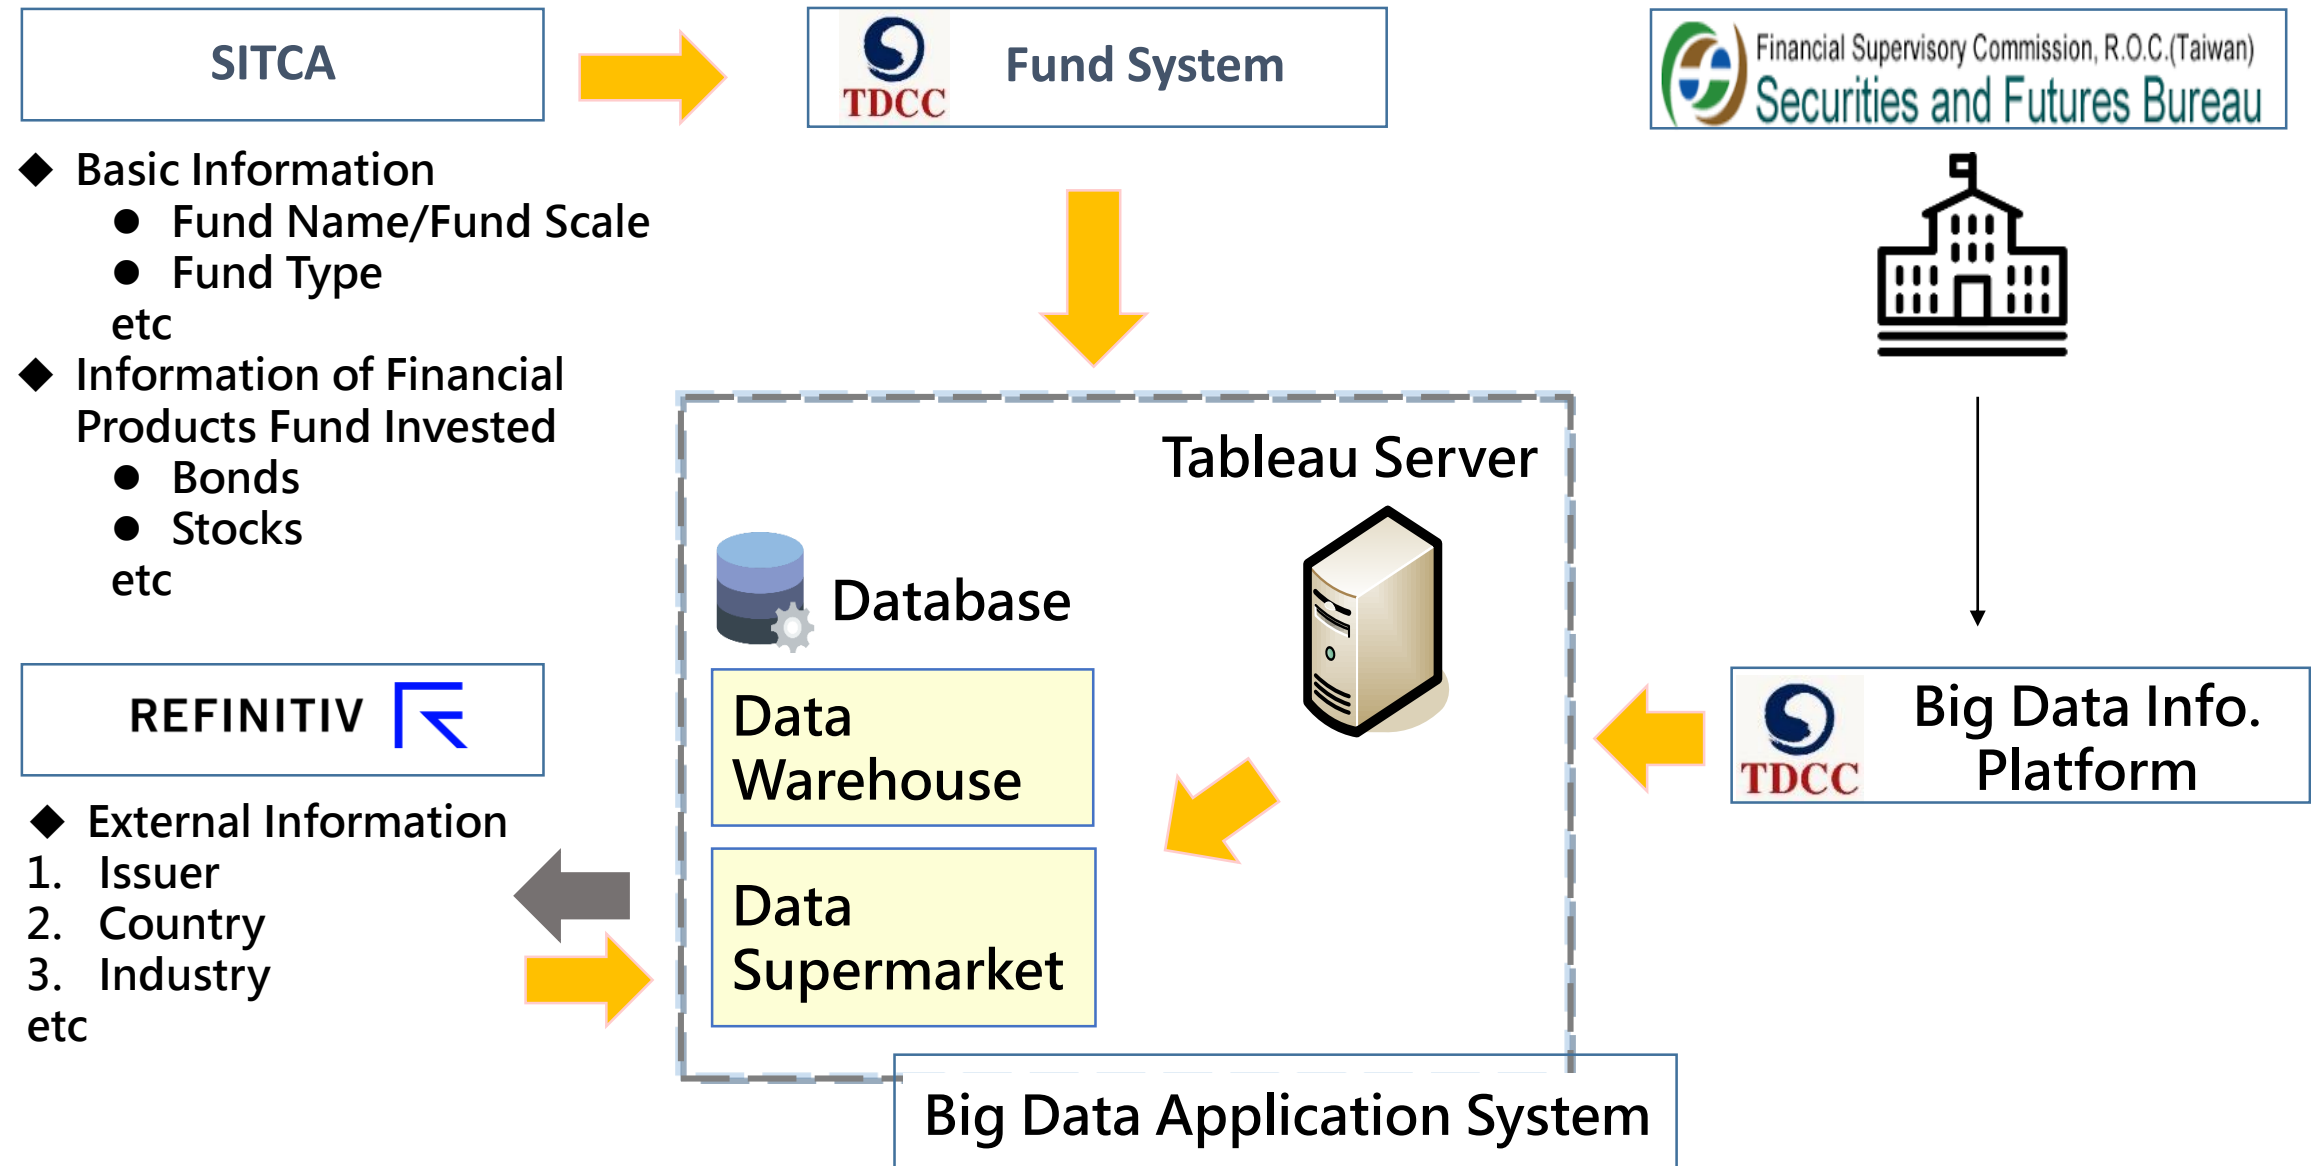 SITCA
TDCC
Fund System
Financial Supervisory Commission, R.O.C.(Taiwan)
Securities and Futures Bureau
◆ Basic Information
● Fund Name/Fund Scale
● Fund Type
etc
◆ Information of Financial
Products Fund Invested
● Bonds
● Stocks
etc
REFINITIV
◆ External Information
1. Issuer
2. Country
3. Industry
etc
Tableau Server
Database
Data
Warehouse
Data
Supermarket
Big Data Application System
TDCC
Big Data Info.
Platform